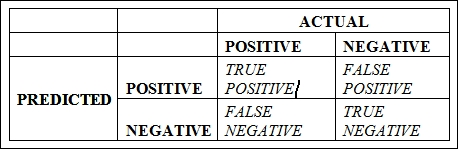 ACTUAL
POSITIVE NEGATIVE
PREDICTED POSITIVE TRUE POSITIVE FALSE POSITIVE
NEGATIVE FALSE NEGATIVE TRUE NEGATIVE